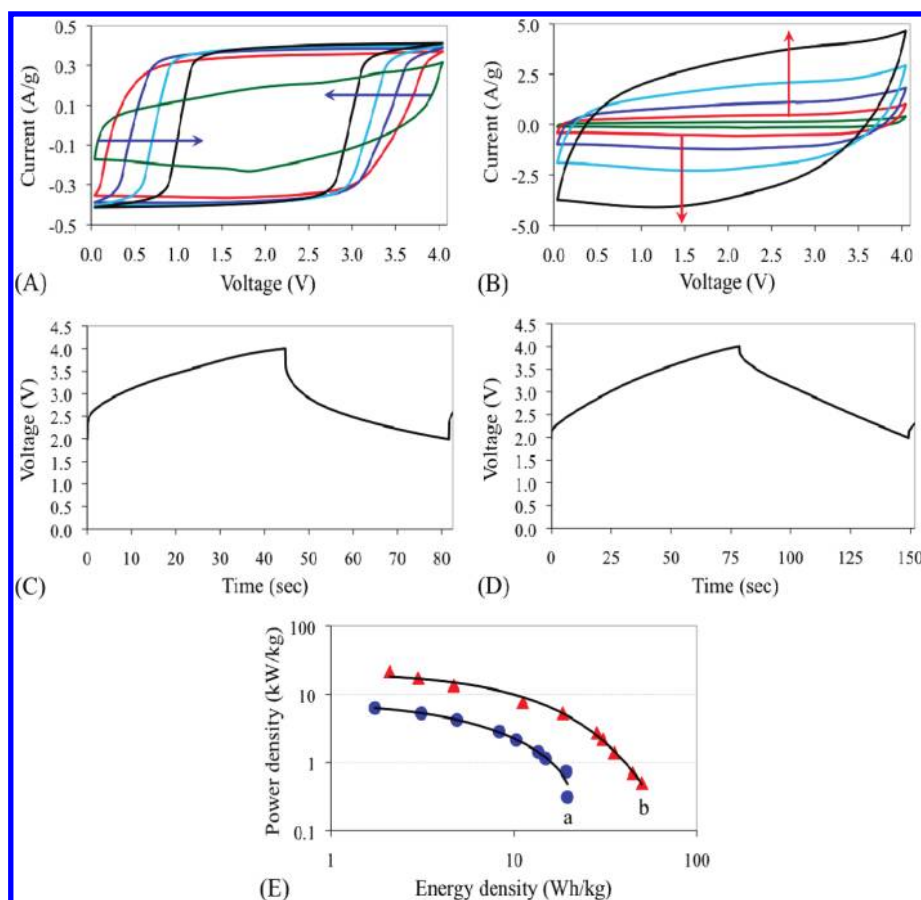 0.5
0.3
0.1
-0.1
-0.3
-0.5
Current (A/g)
0.0 0.5 1.0 1.5 2.0 2.5 3.0 3.5 4.0
Voltage (V)
(A)
5.0
2.5
0.0
-2.5
-5.0
Current (A/g)
0.0 0.5 1.0 1.5 2.0 2.5 3.0 3.5 4.0
Voltage (V)
(B)
4.5
4.0
3.5
3.0
2.5
2.0
1.5
1.0
0.5
0.0
Voltage (V)
0 10 20 30 40 50 60 70 80
Time (sec)
(C)
4.5
4.0
3.5
3.0
2.5
2.0
1.5
1.0
0.5
0.0
Voltage (V)
0 25 50 75 100 125 150
Time (sec)
(D)
100
10
1
0.1
Power density (kW/kg)
a b
1 10 100
Energy density (Wh/kg)
(E)